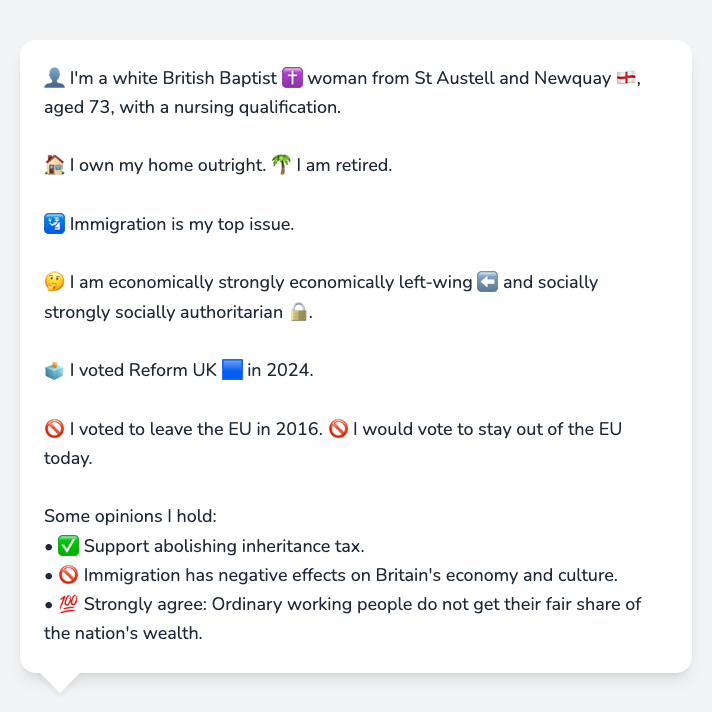 👤 I'm a white British Baptist ✝️ woman from St Austell and Newquay 🏴󠁧󠁢󠁥󠁮󠁧󠁿,
aged 73, with a nursing qualification.
🏠 I own my home outright. 🌴 I am retired.
🛂 Immigration is my top issue.
🤔 I am economically strongly economically left-wing ⬅️ and socially
strongly socially authoritarian 🔒.
🗳️ I voted Reform UK 🟦 in 2024.
🚫 I voted to leave the EU in 2016. 🚫 I would vote to stay out of the EU
today.
Some opinions I hold:
• ✅ Support abolishing inheritance tax.
• 🚫 Immigration has negative effects on Britain's economy and culture.
• 💯 Strongly agree: Ordinary working people do not get their fair share of
the nation's wealth.